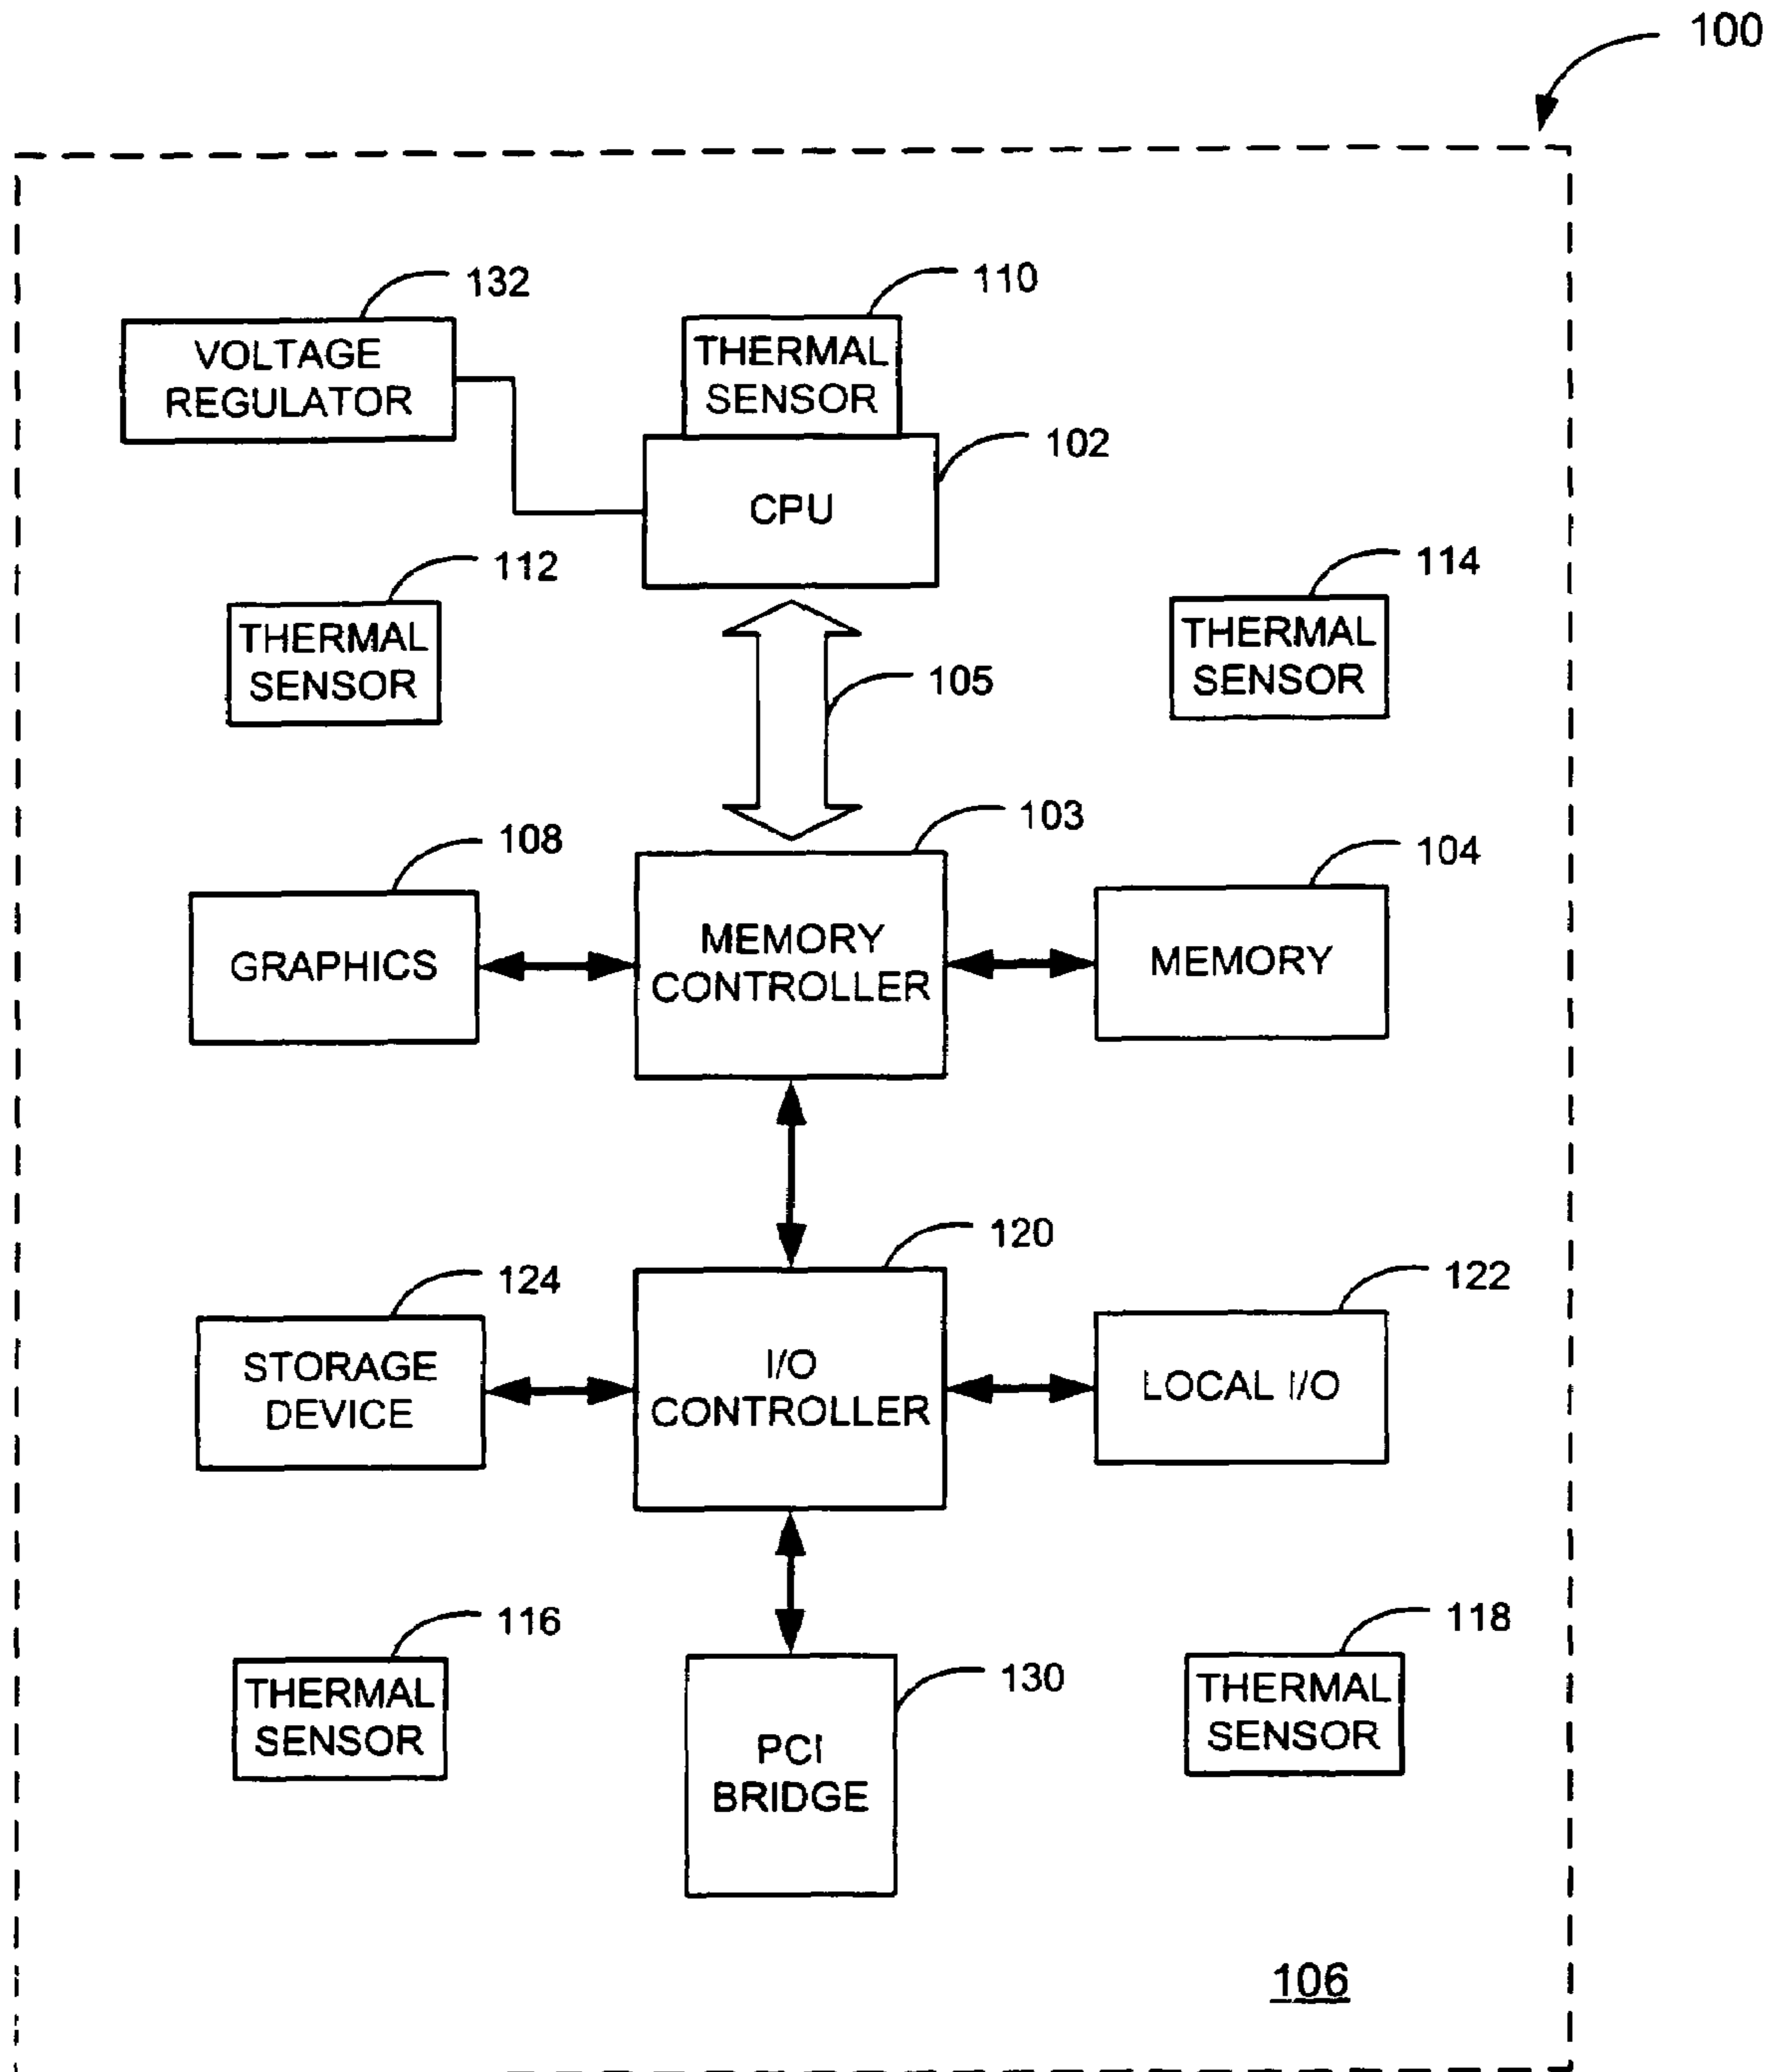 100
132
110
VOLTAGE
REGULATOR
THERMAL
SENSOR
102
CPU
112
114
THERMAL
SENSOR
THERMAL
SENSOR
105
103
108
104
GRAPHICS
MEMORY
CONTROLLER
MEMORY
120
124
122
STORAGE
DEVICE
I/O
CONTROLLER
LOCAL I/O
116
118
THERMAL
SENSOR
130
THERMAL
SENSOR
PCI
BRIDGE
106